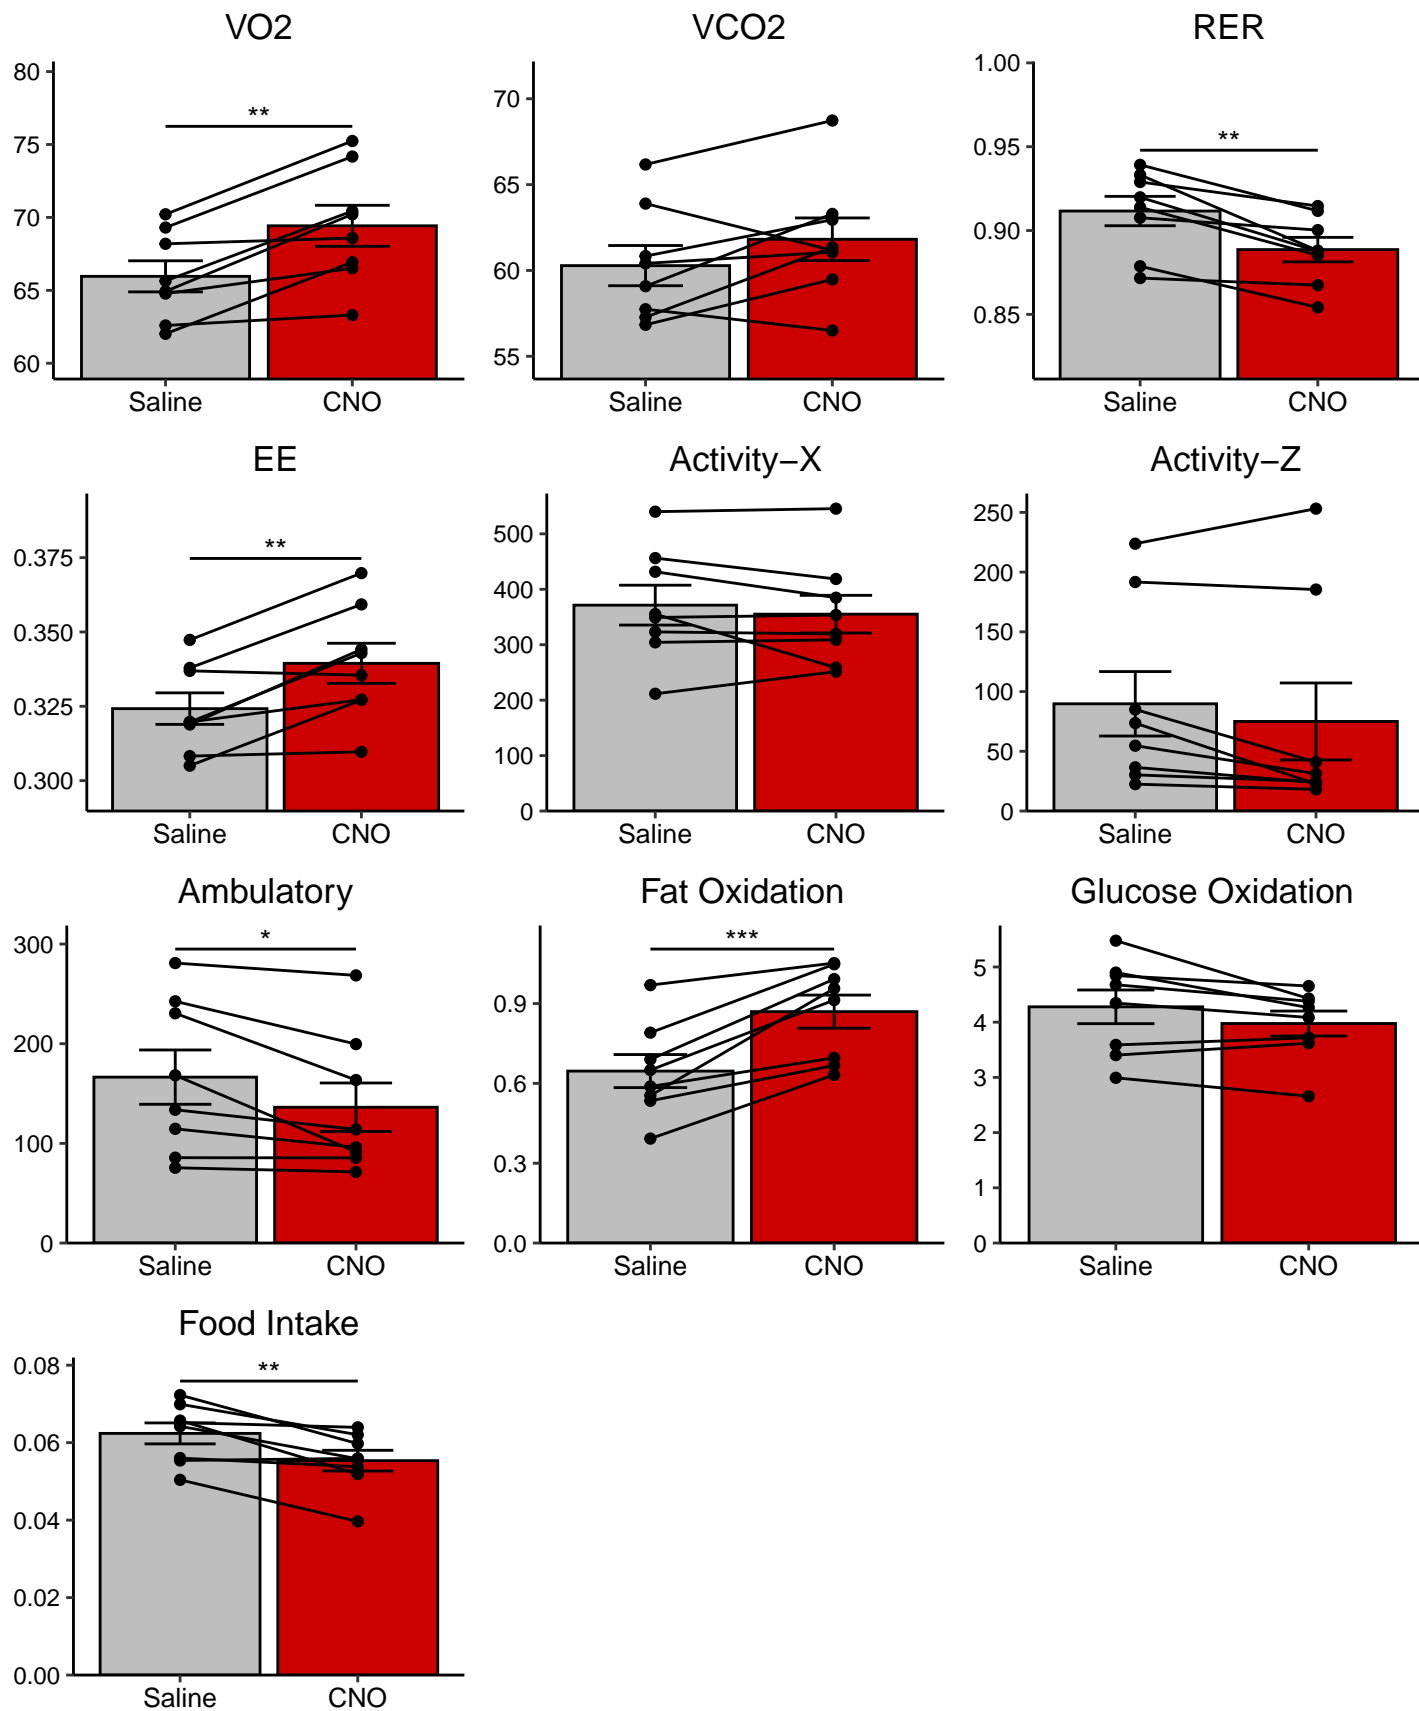 VO2
VCO2
RER
80
75
70
65
60
**
Saline
CNO
70
65
60
55
Saline
CNO
1.00
0.95
0.90
0.85
**
Saline
CNO
EE
Activity−X
Activity−Z
0.375
0.350
0.325
0.300
**
Saline
CNO
500
400
300
200
100
0
Saline
CNO
250
200
150
100
50
0
Saline
CNO
Ambulatory
Fat Oxidation
Glucose Oxidation
300
200
100
0
*
Saline
CNO
0.9
0.6
0.3
0.0
***
Saline
CNO
5
4
3
2
1
0
Saline
CNO
Food Intake
0.08
0.06
0.04
0.02
0.00
**
Saline
CNO